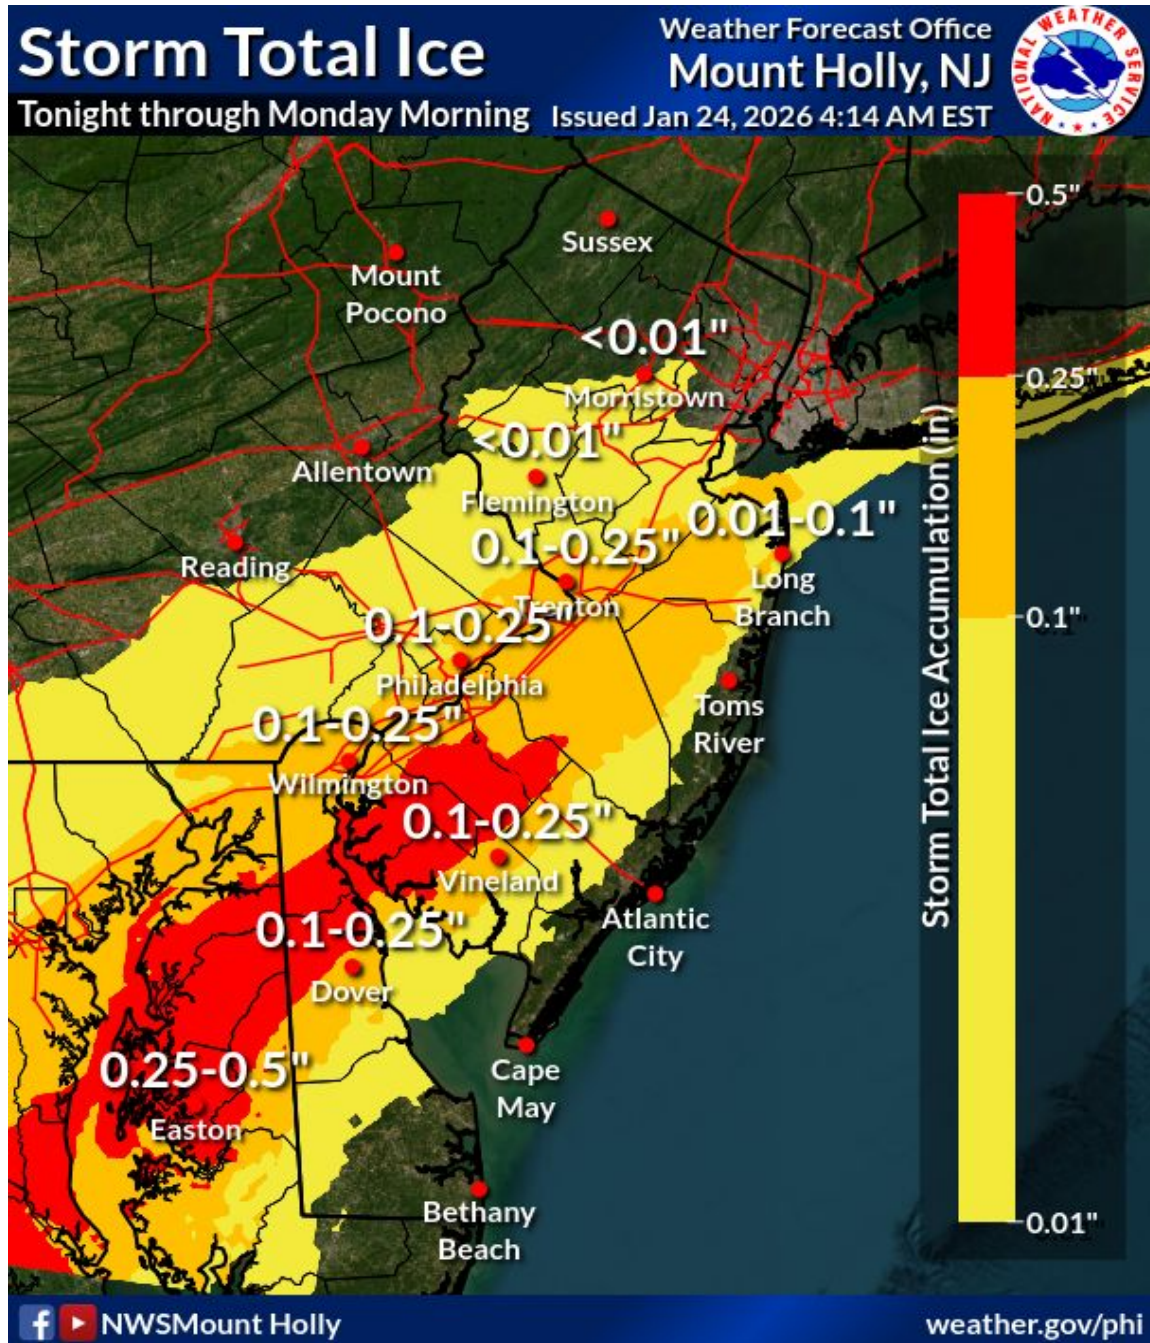 Storm Total Ice
Tonight through Monday Morning
Weather Forecast Office
Mount Holly, NJ
Issued Jan 24, 2026 4:14 AM EST
NATIONAL WEATHER SERVICE
Sussex
Mount
Pocono
<0.01"
Morristown
<0.01"
Flemington
Allentown
Reading
0.1-0.25"
Trenton
0.01-0.1"
Long
Branch
0.1-0.25"
Philadelphia
Toms
River
0.1-0.25"
Wilmington
0.1-0.25"
Vineland
Atlantic
City
0.1-0.25"
Dover
Cape
May
0.25-0.5"
Easton
Bethany
Beach
Storm Total Ice Accumulation (in)
0.5"
0.25"
0.1"
0.01"
NWSMount Holly
weather.gov/phi